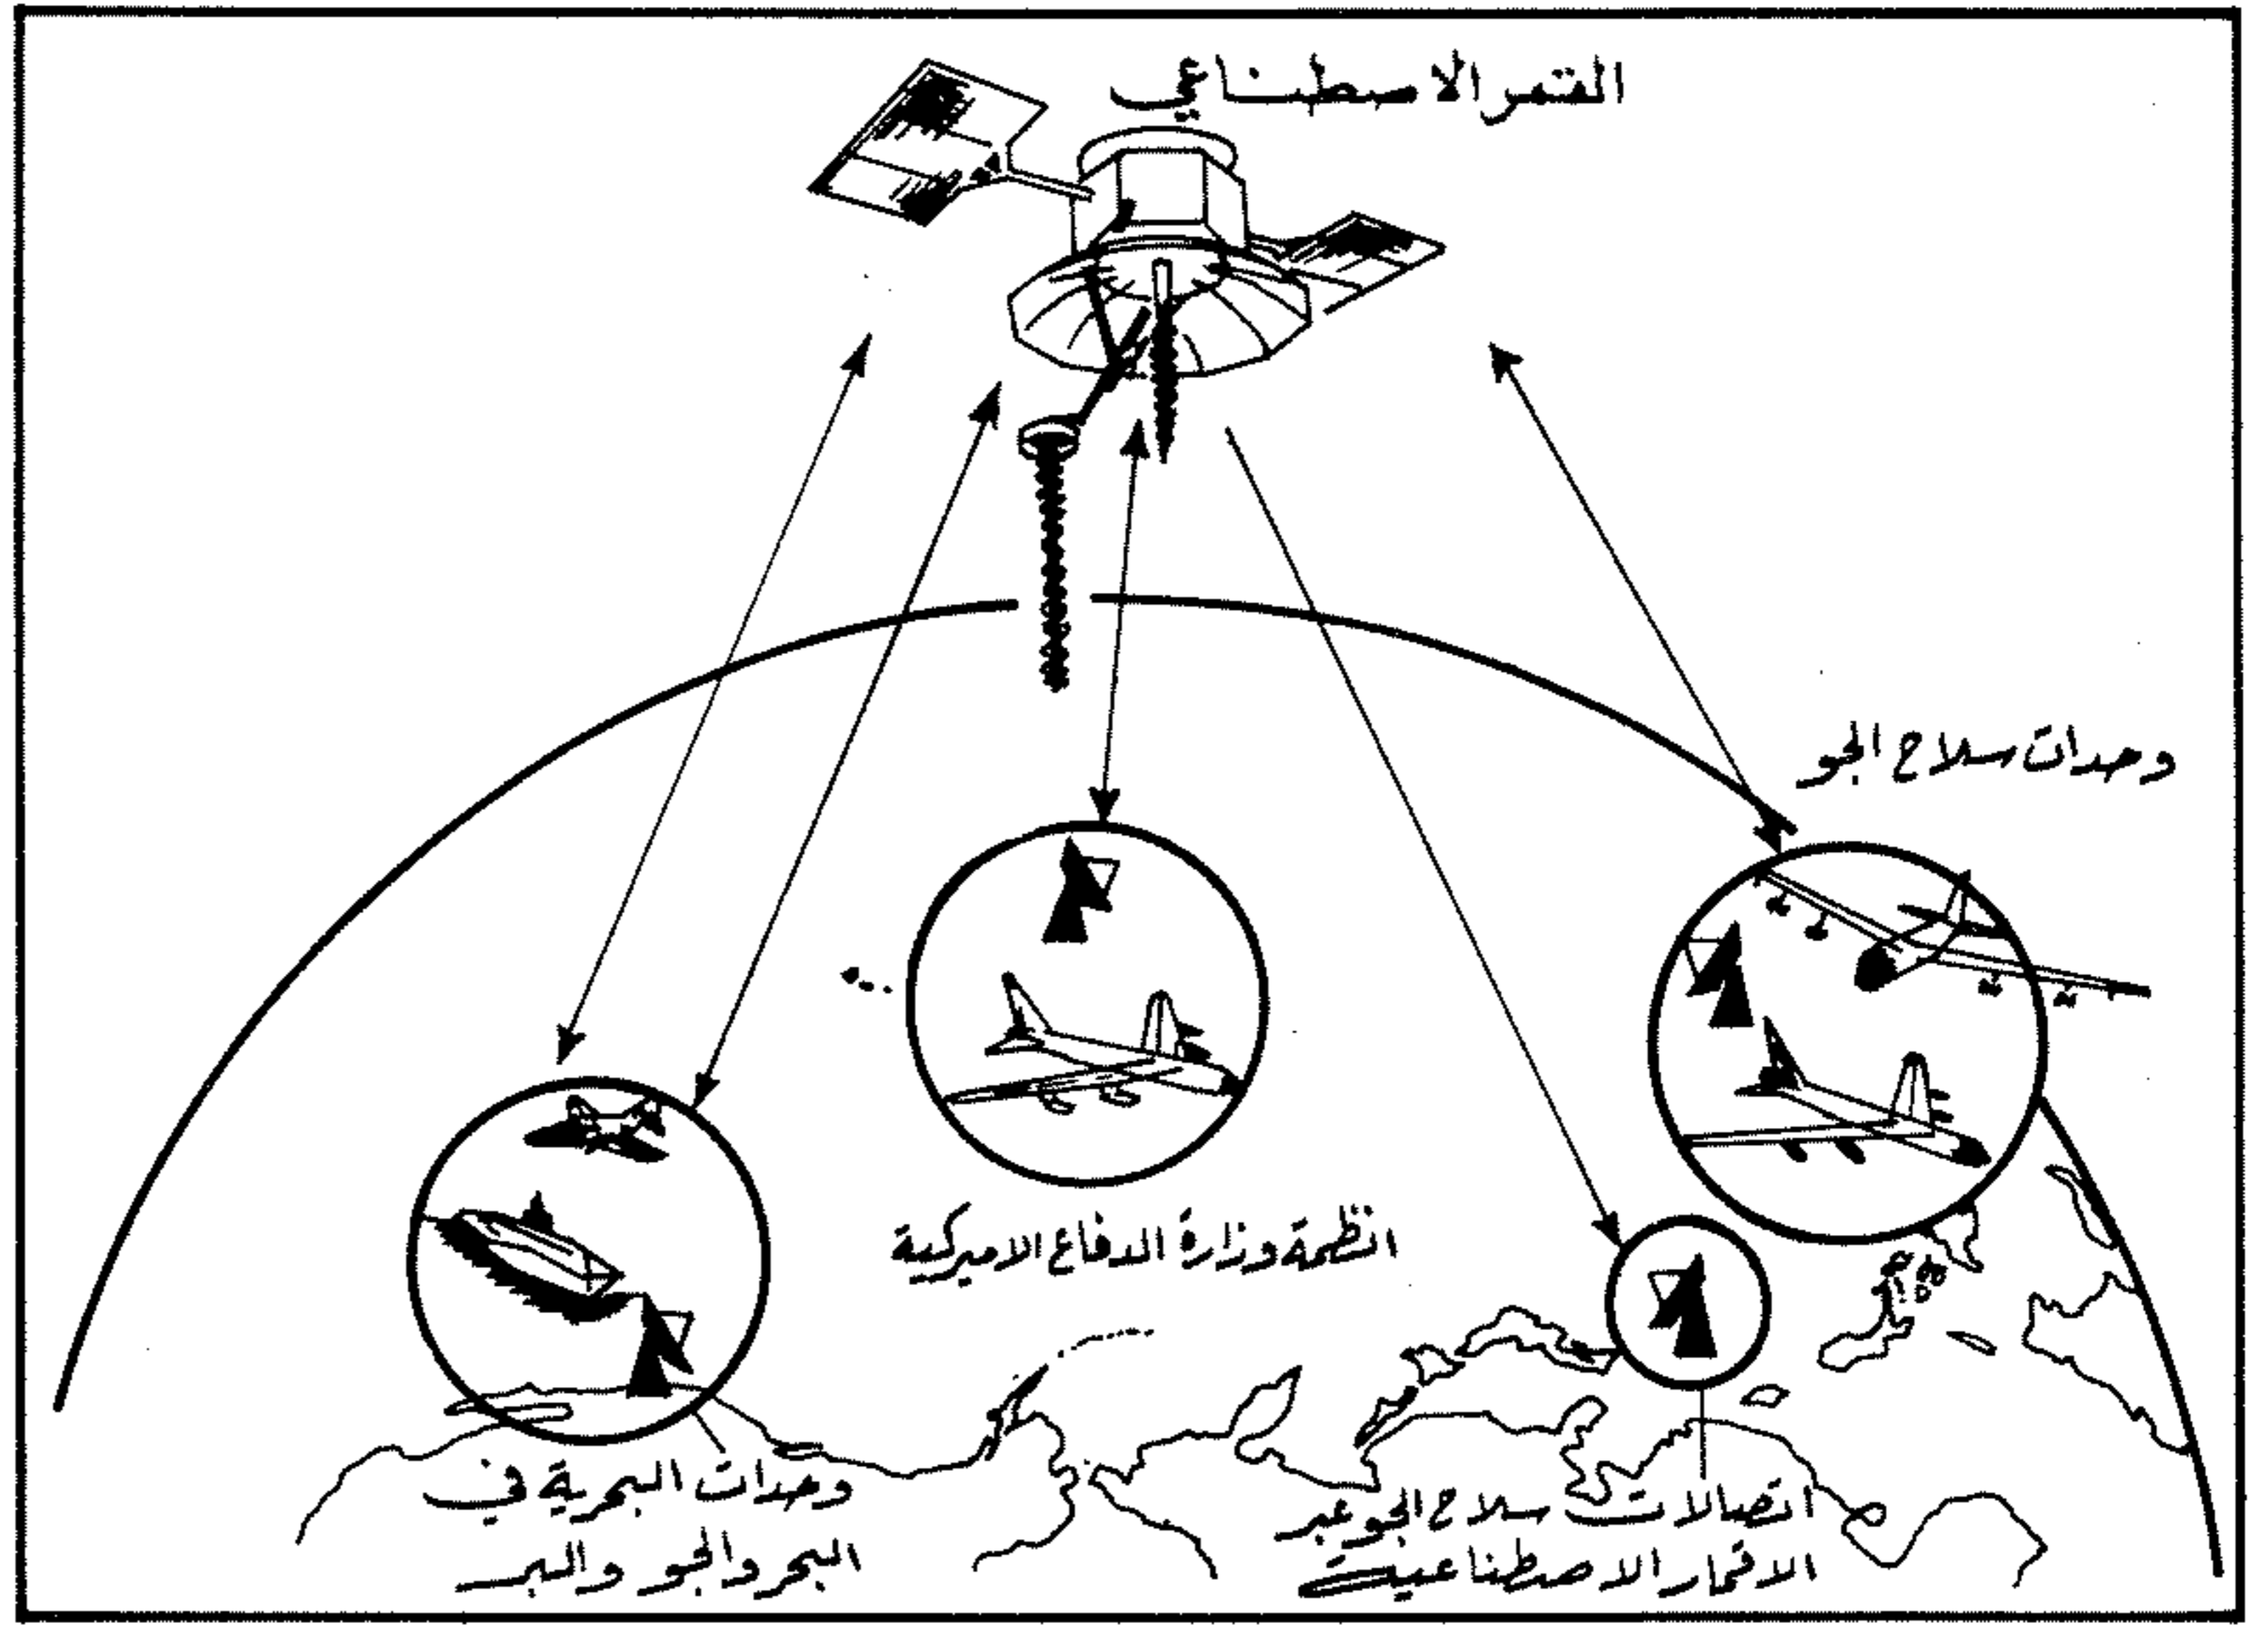 القمر الاصطناعي
وحدات سلاح الجو
انظمة وزارة الدفاع الاميركية
وحدات البحرية في
البحر والجو والبر
اتصالات سلاح الجو عبر
الاقمار الاصطناعية